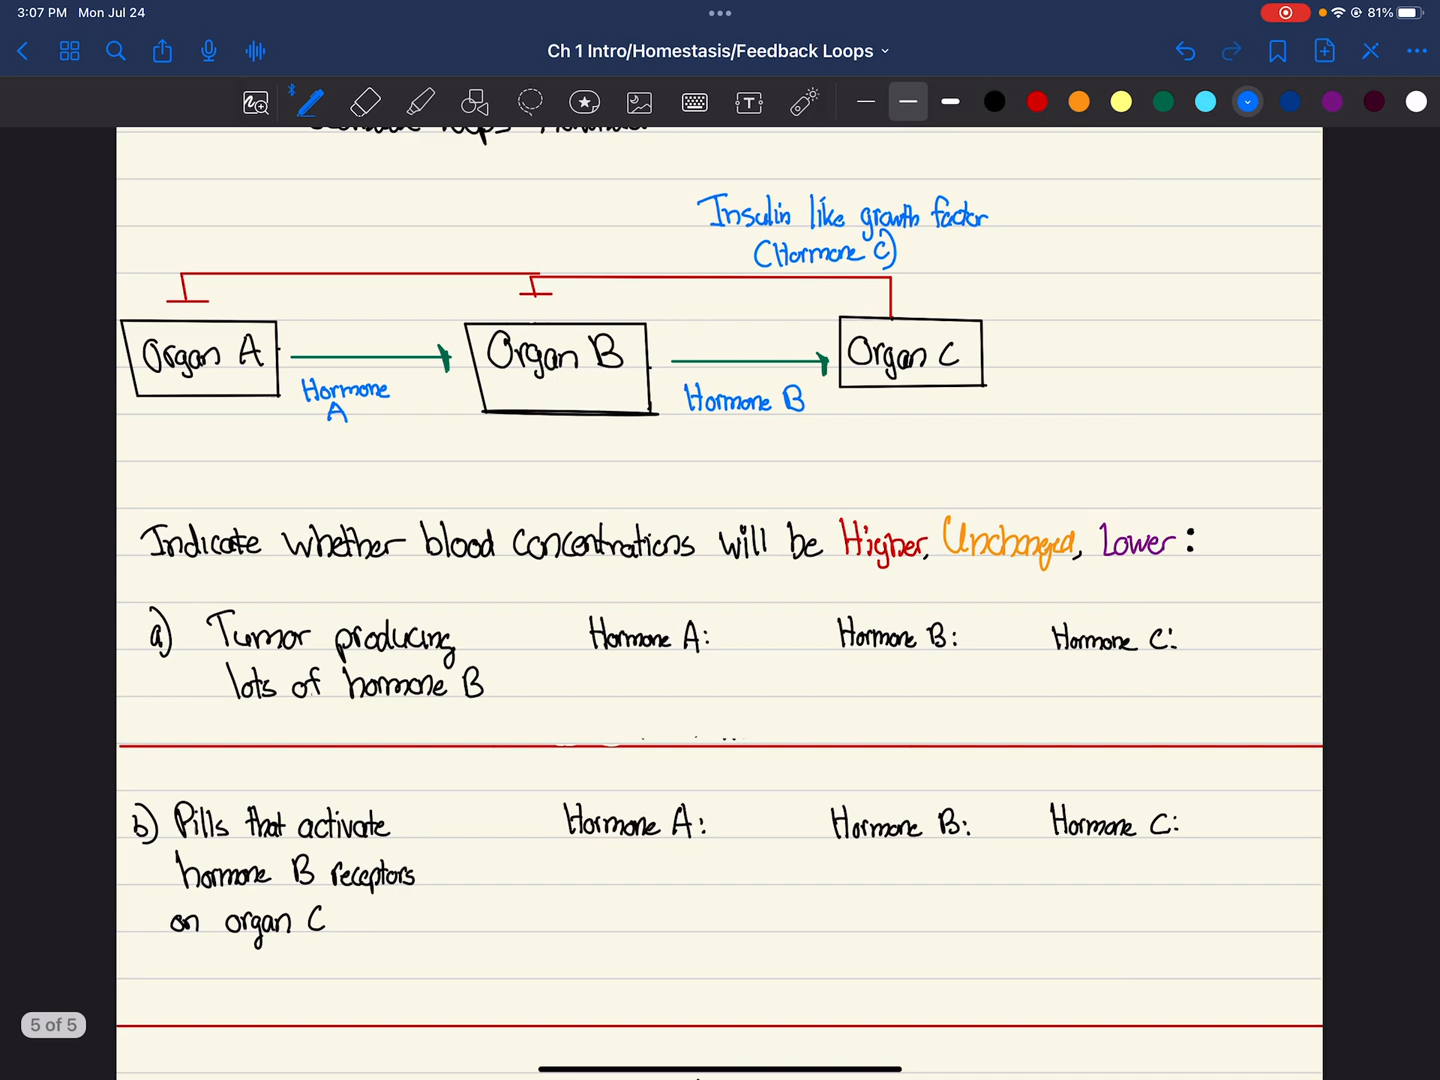 3:07 PM Mon Jul 24
81%
Ch 1 Intro/Homestasis/Feedback Loops
T
loops
Insulin like growth factor
(Hormone C)
Organ A
Organ B
Organ C
Hormone
A
Hormone B
Indicate whether blood concentrations will be Higher, Unchanged, Lower:
a) Tumor producing Hormone A: Hormone B: Hormone C:
lots of hormone B
b) Pills that activate Hormone A: Hormone B: Hormone C:
hormone B receptors
on organ C
5 of 5